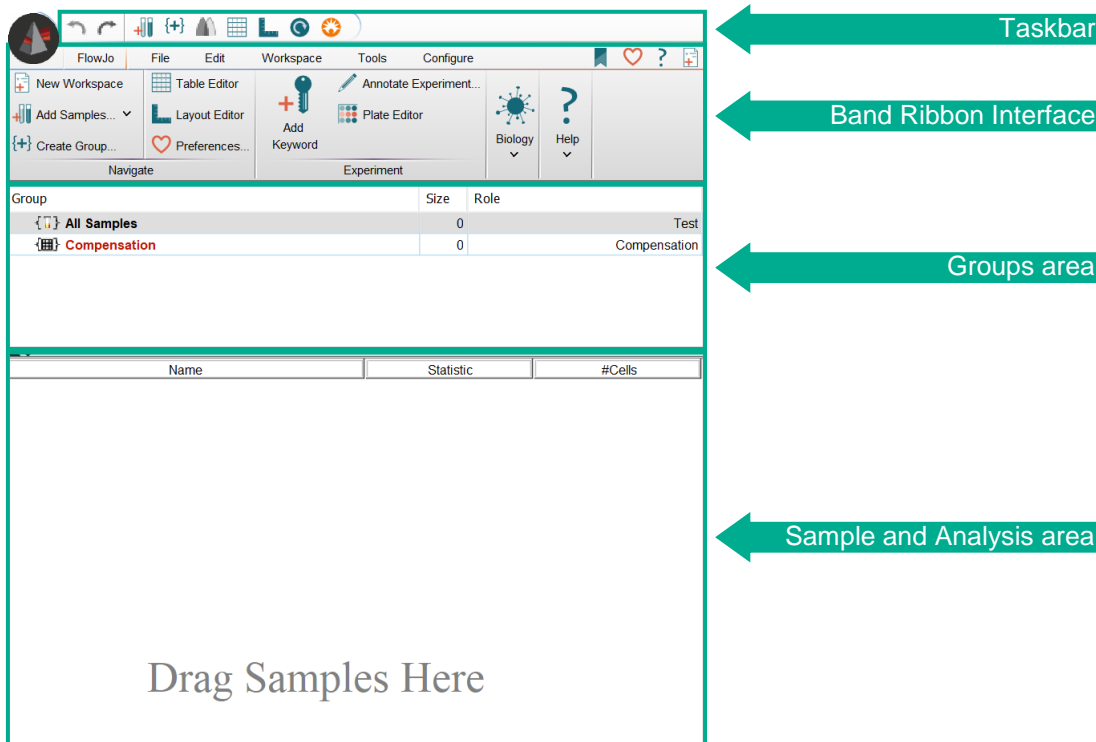 Taskbar
FlowJo File Edit Workspace Tools Configure ?
New Workspace Table Editor Annotate Experiment...
Band Ribbon Interface
Add Samples... Layout Editor Add Keyword Plate Editor Biology Help
{+} Create Group... Preferences...
Navigate Experiment
Group Size Role
All Samples 0 Test
Compensation 0 Compensation
Groups area
Name Statistic #Cells
Sample and Analysis area
Drag Samples Here